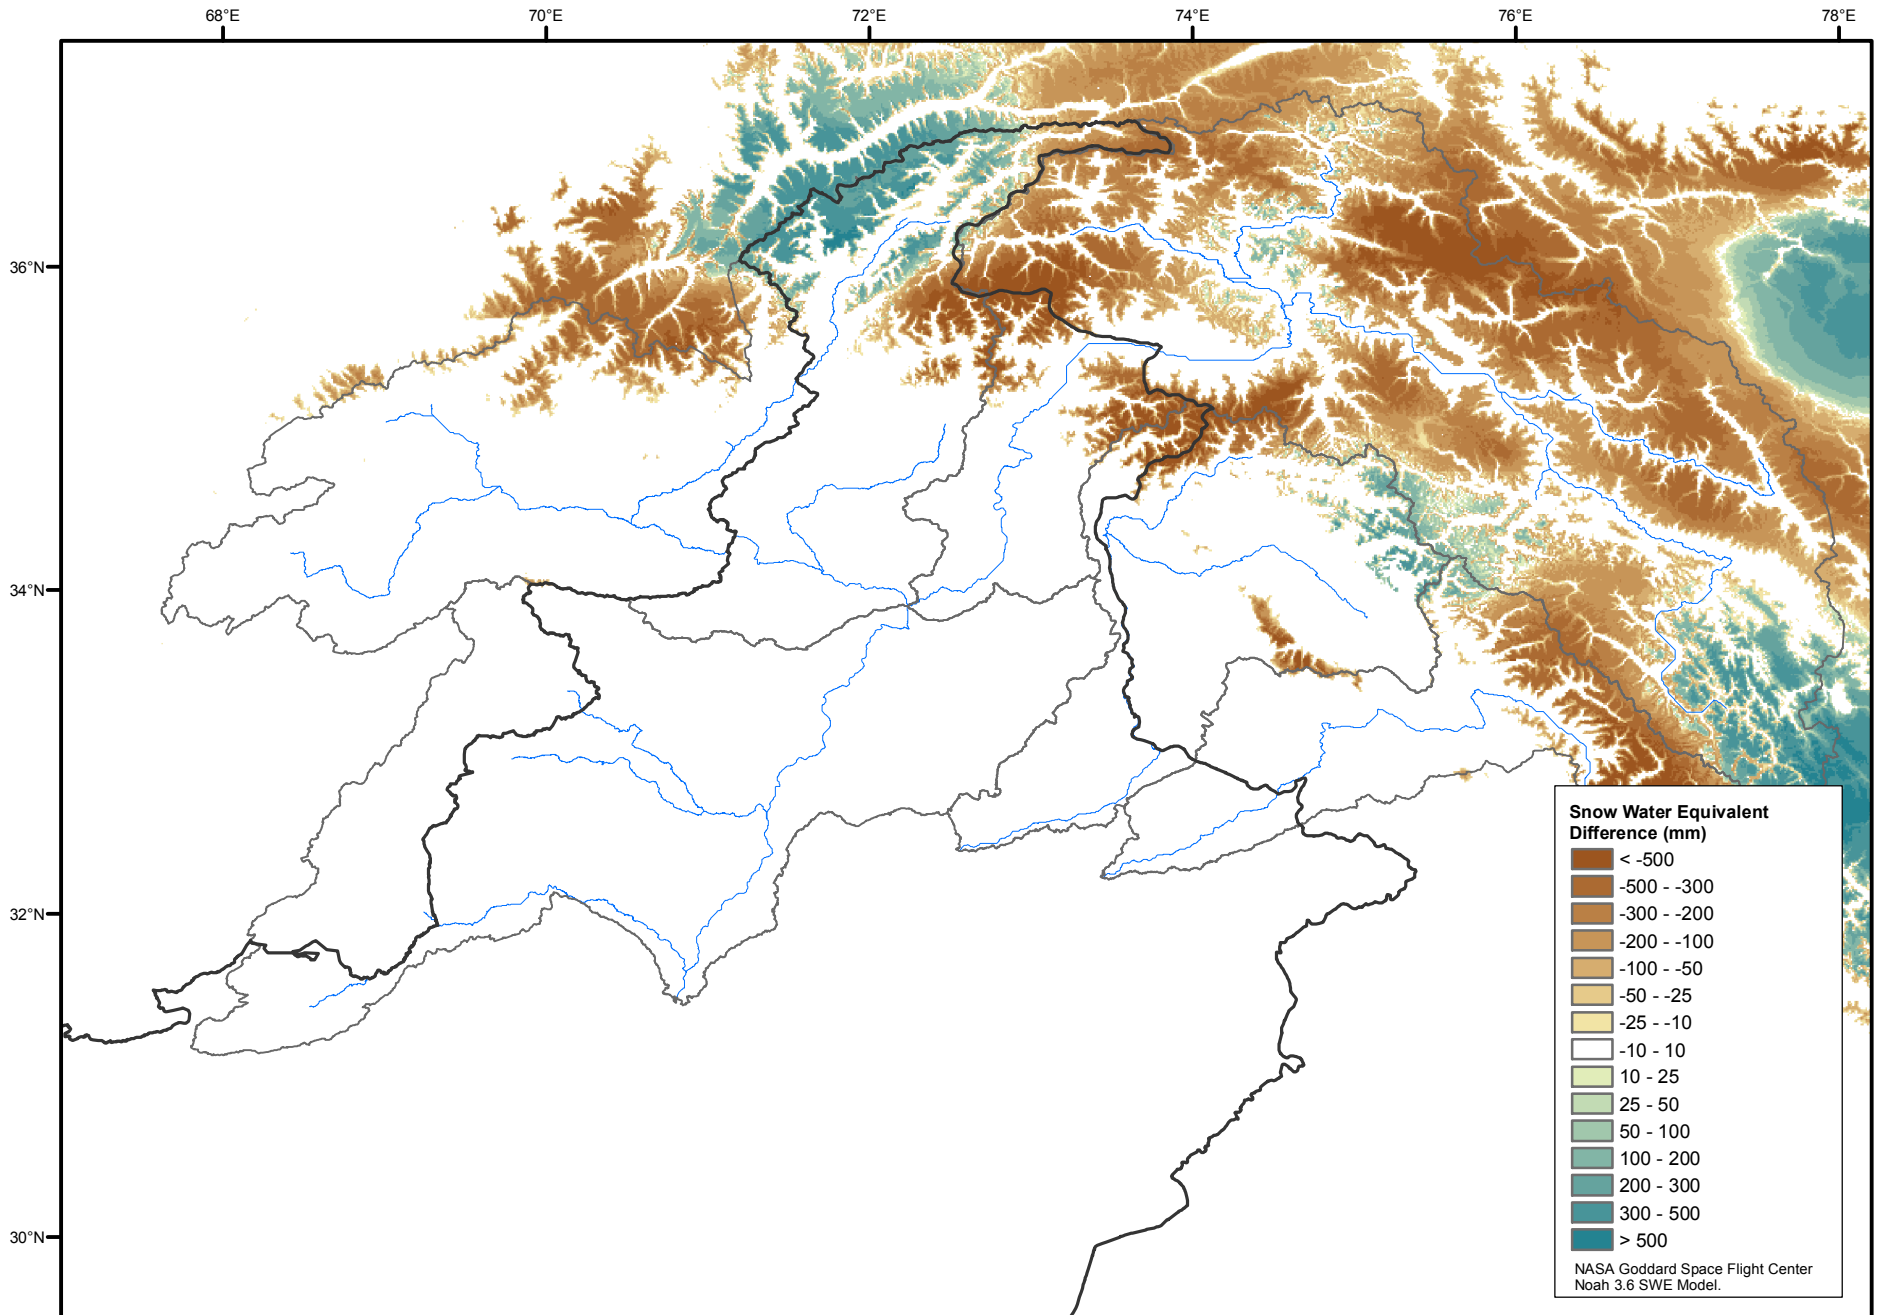 68°E
70°E
72°E
74°E
76°E
78°E
36°N
34°N
32°N
30°N
Snow Water Equivalent
Difference (mm)
< -500
-500 - -300
-300 - -200
-200 - -100
-100 - -50
-50 - -25
-25 - -10
-10 - 10
10 - 25
25 - 50
50 - 100
100 - 200
200 - 300
300 - 500
> 500
NASA Goddard Space Flight Center
Noah 3.6 SWE Model.